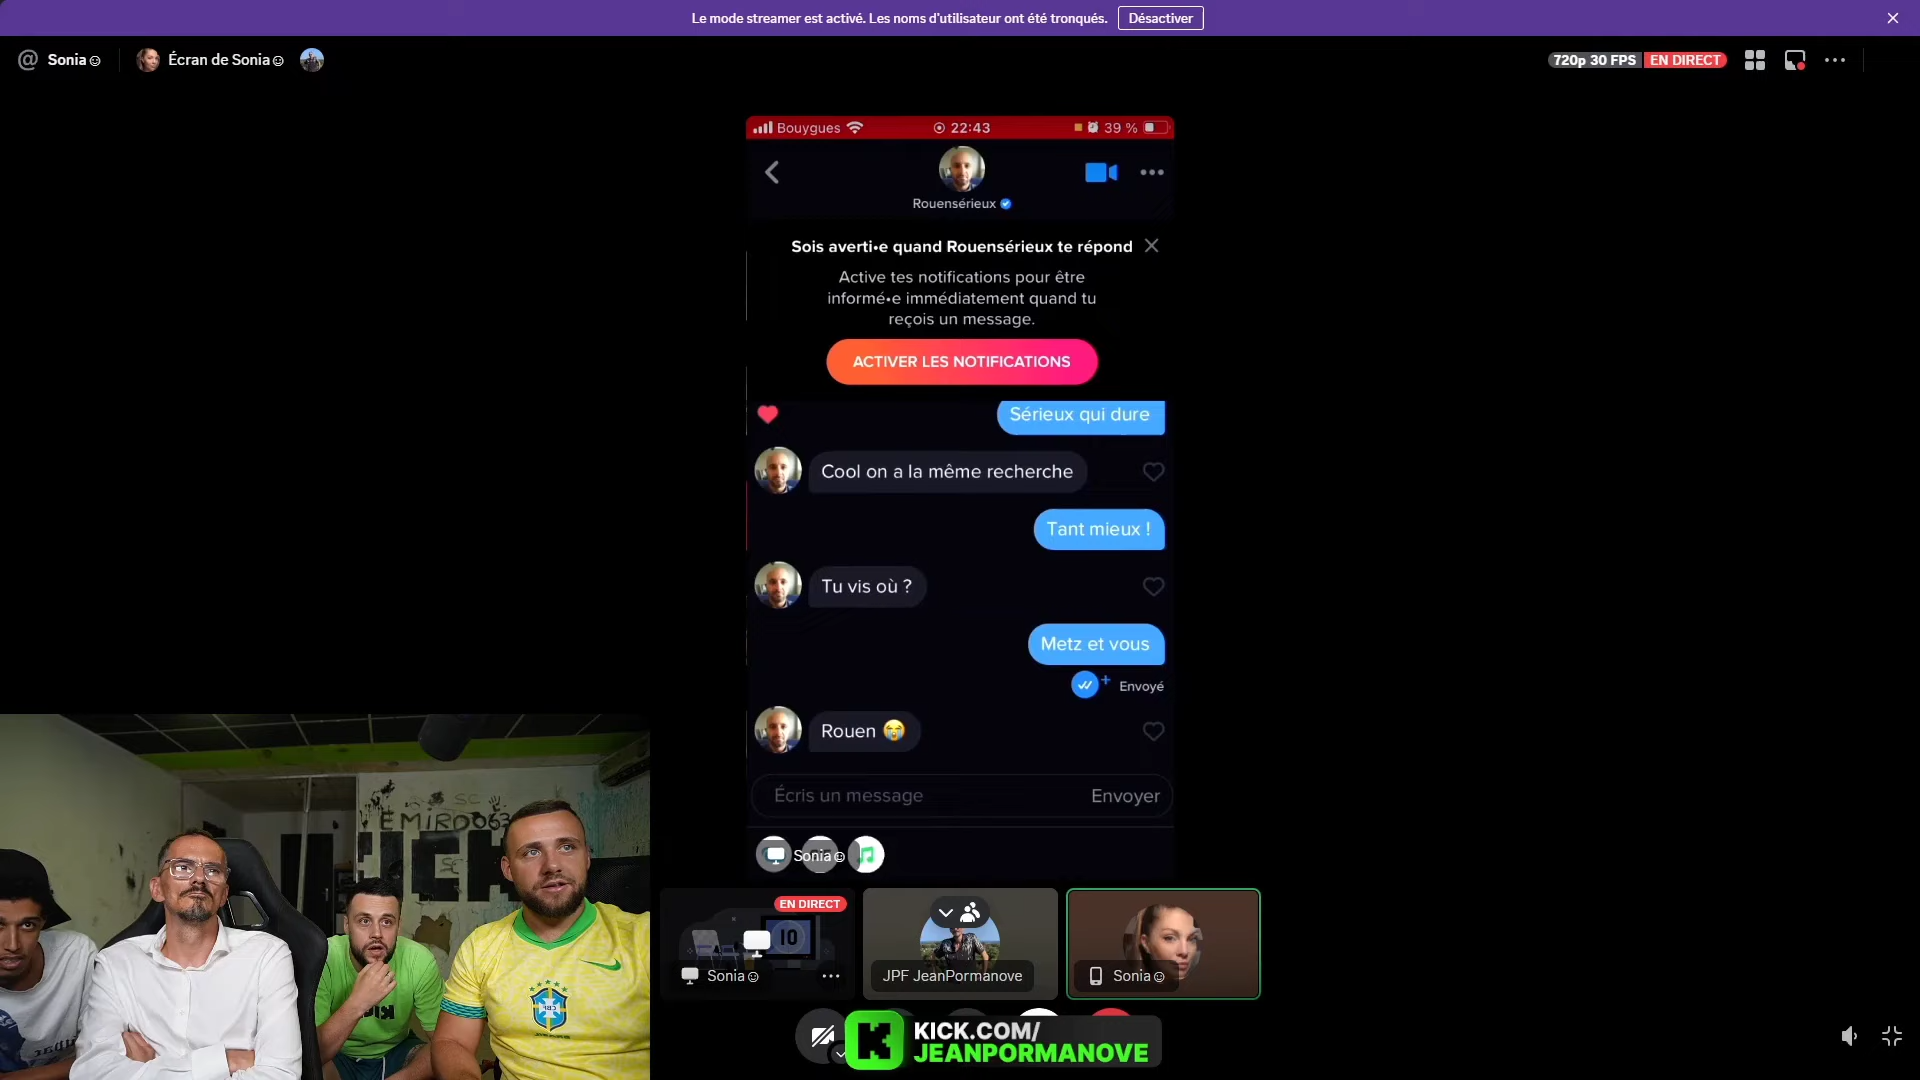 Le mode streamer est activé. Les noms d'utilisateur ont été tronqués.
Désactiver
Sonia☺
Écran de Sonia☺
720p 30 FPS
EN DIRECT
Bouygues
22:43
39 %
Rouensérieux
Sois averti•e quand Rouensérieux te répond
Active tes notifications pour être
informé•e immédiatement quand tu
reçois un message.
ACTIVER LES NOTIFICATIONS
Sérieux qui dure
Cool on a la même recherche
Tant mieux !
Tu vis où ?
Metz et vous
Envoyé
Rouen 😭
Écris un message
Envoyer
Sonia☺
EN DIRECT
Sonia☺
JPF JeanPormanove
Sonia☺
EMIRDO63
KICK
KICK.COM/
JEANPORMANOVE